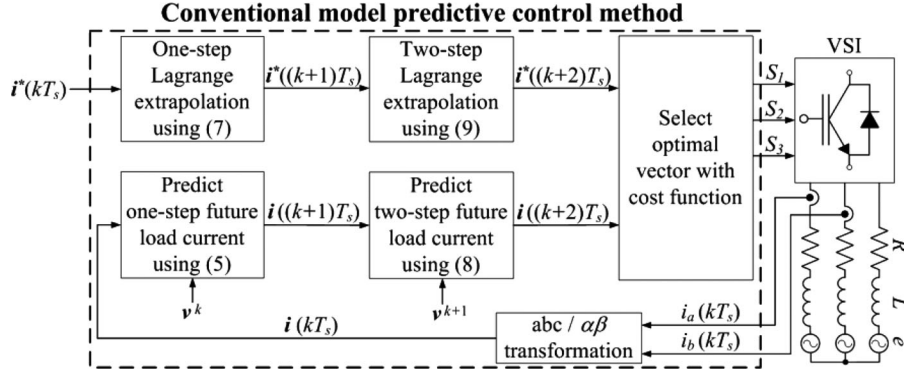 Conventional model predictive control method
One-step
Lagrange
extrapolation
using (7)
Two-step
Lagrange
extrapolation
using (9)
i*(kTs)
i*((k+1)Ts)
i*((k+2)Ts)
Select
optimal
vector with
cost function
S1
S2
S3
VSI
Predict
one-step future
load current
using (5)
Predict
two-step future
load current
using (8)
i((k+1)Ts)
i((k+2)Ts)
v^k
v^k+1
i(kTs)
abc / αβ
transformation
ia(kTs)
ib(kTs)
R
L
e